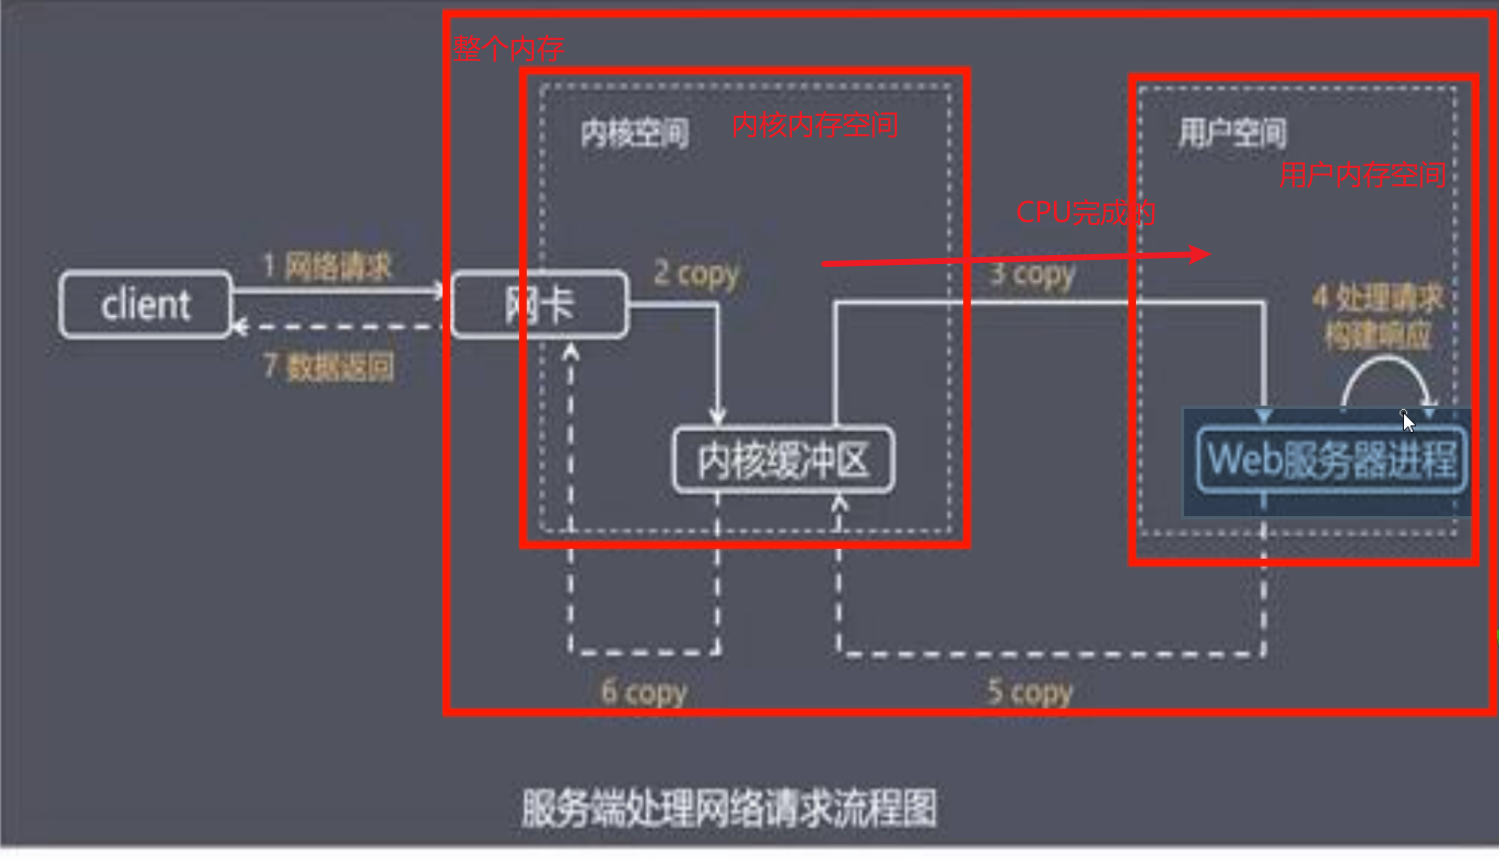 整个内存
内核空间
内核内存空间
用户空间
用户内存空间
CPU完成的
1 网络请求
2 copy
3 copy
4 处理请求
构建响应
client
网卡
7 数据返回
内核缓冲区
Web服务器进程
6 copy
5 copy
服务端处理网络请求流程图